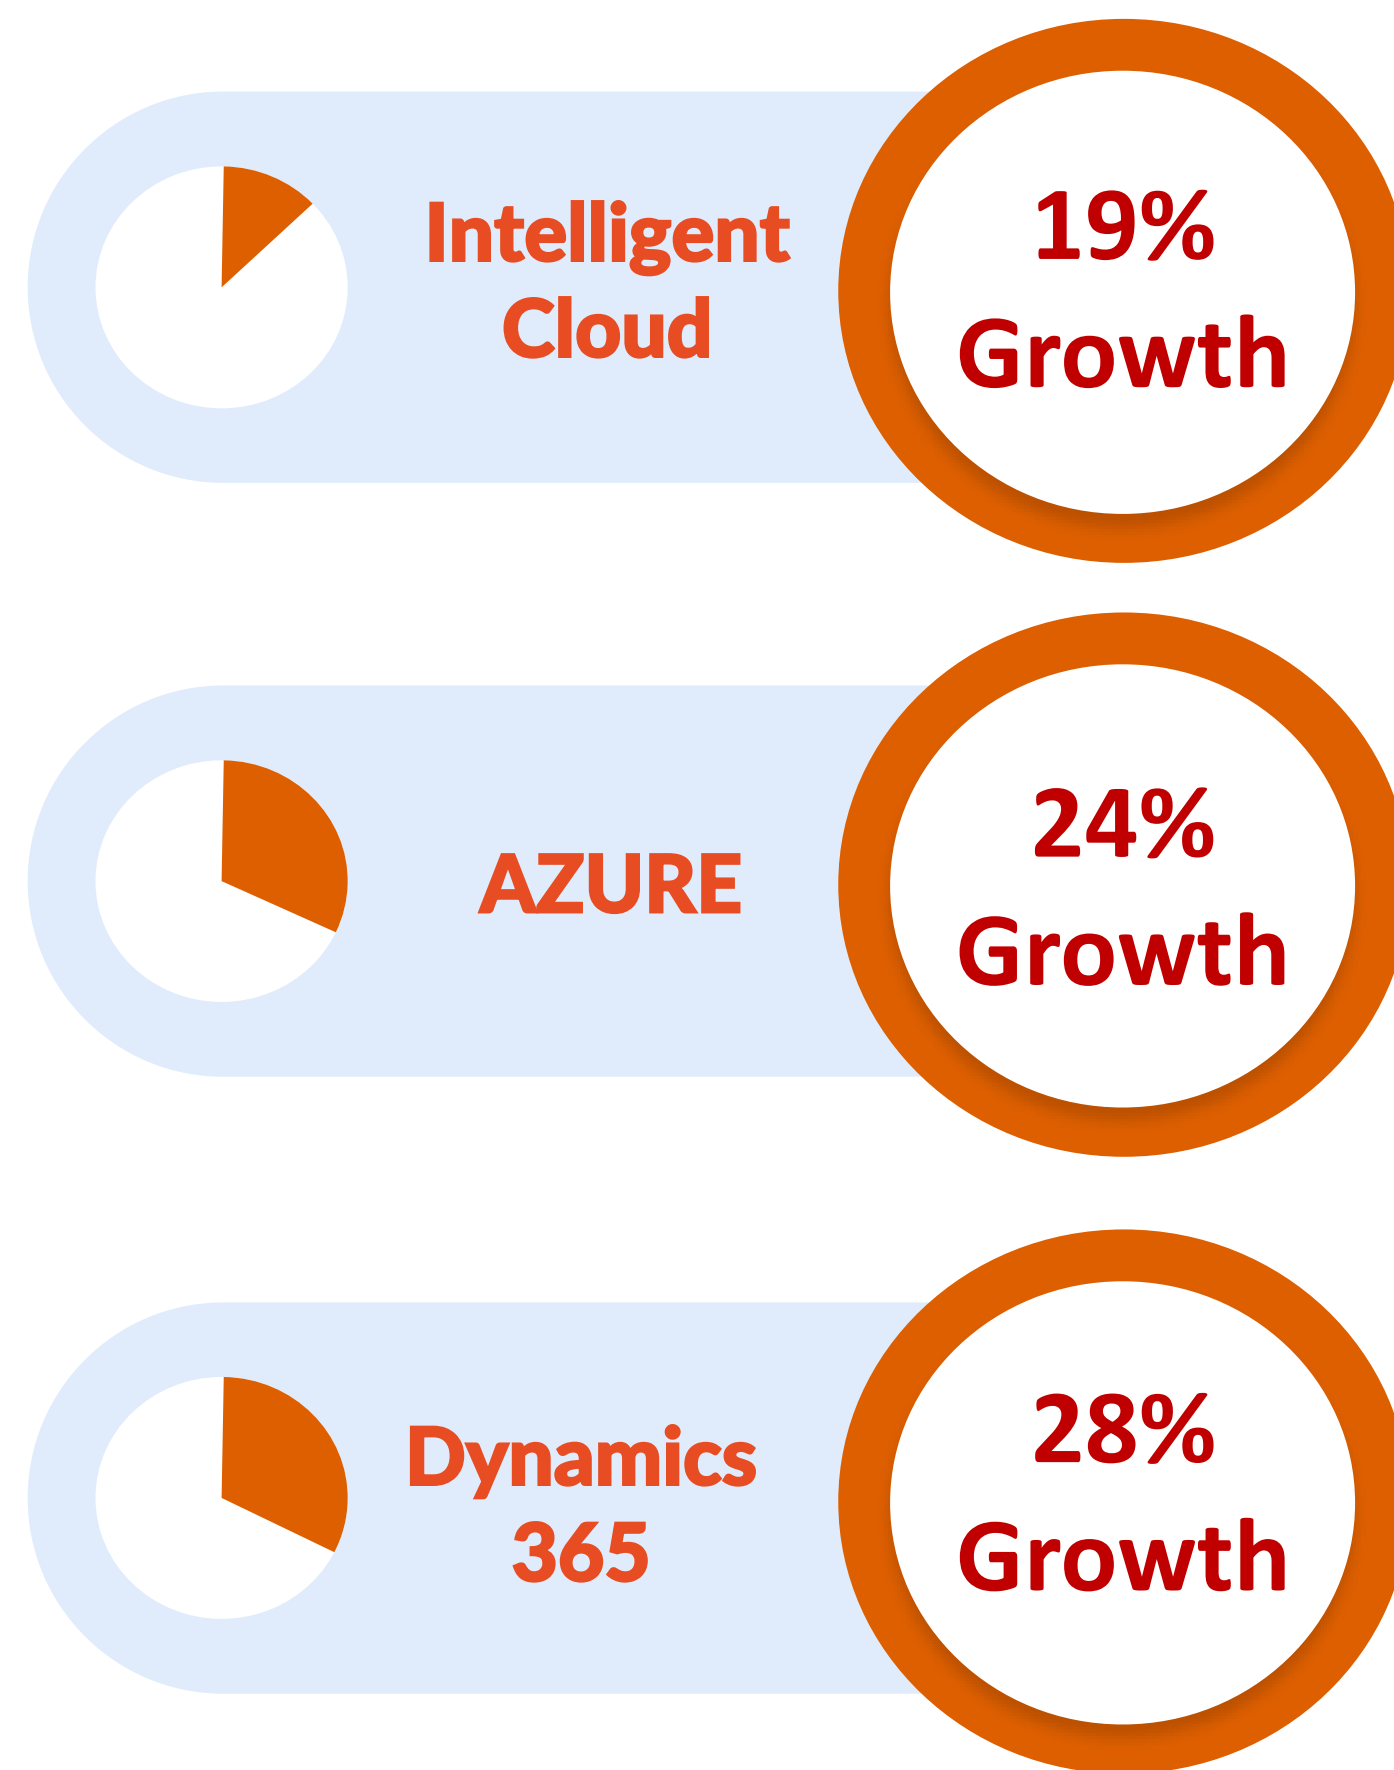 Intelligent
Cloud
19%
Growth
AZURE
24%
Growth
Dynamics
365
28%
Growth